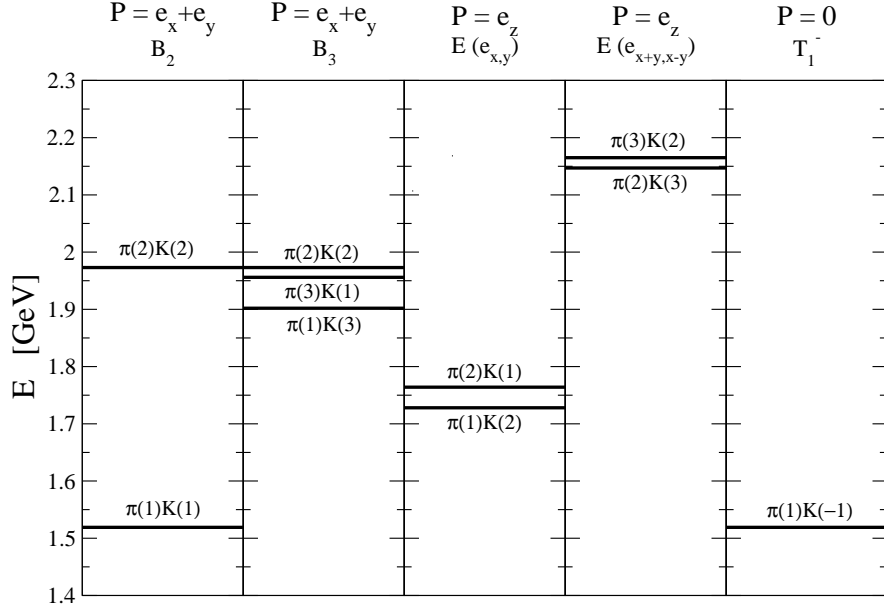 P = e_x+e_y P = e_x+e_y P = e_z P = e_z P = 0
B_2 B_3 E (e_{x,y}) E (e_{x+y,x-y}) T_1^-
2.3
2.2
2.1
2
1.9
1.8
1.7
1.6
1.5
1.4
E [GeV]
π(2)K(2)
π(1)K(1)
π(2)K(2)
π(3)K(1)
π(1)K(3)
π(2)K(1)
π(1)K(2)
π(3)K(2)
π(2)K(3)
π(1)K(−1)